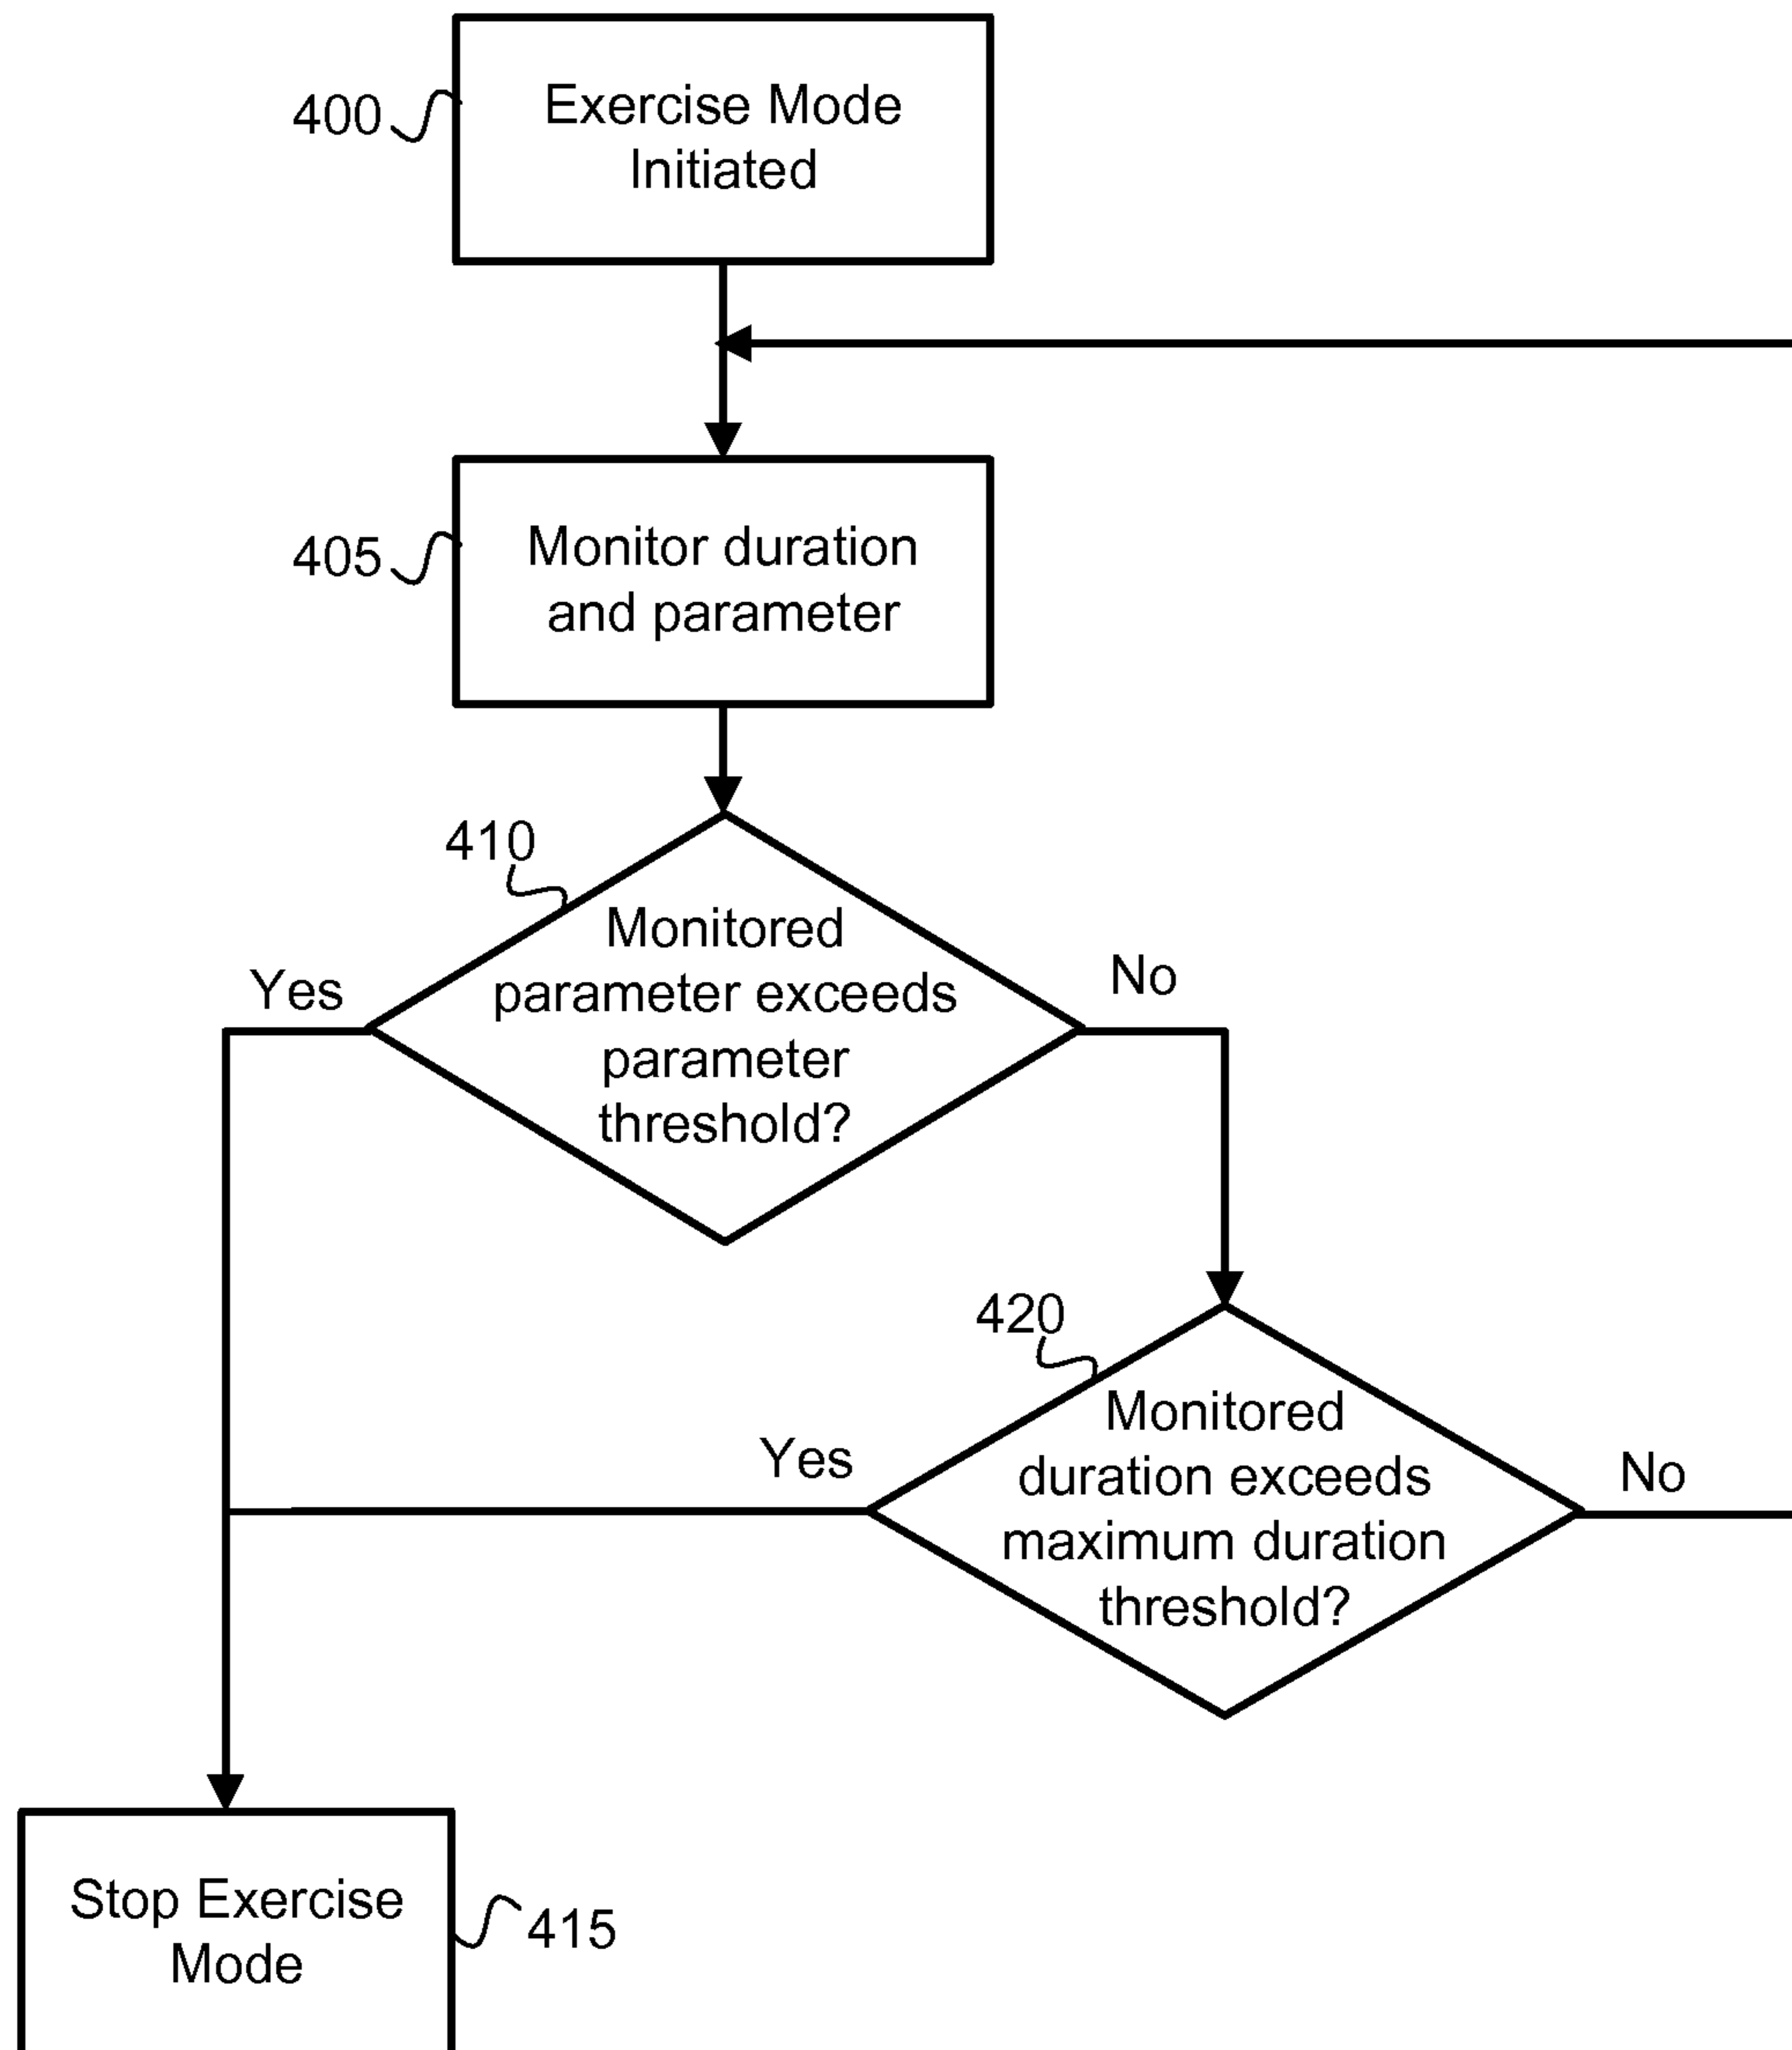 400
Exercise Mode
Initiated
405
Monitor duration
and parameter
410
Monitored
parameter exceeds
parameter
threshold?
Yes
No
420
Monitored
duration exceeds
maximum duration
threshold?
Yes
No
Stop Exercise
Mode
415